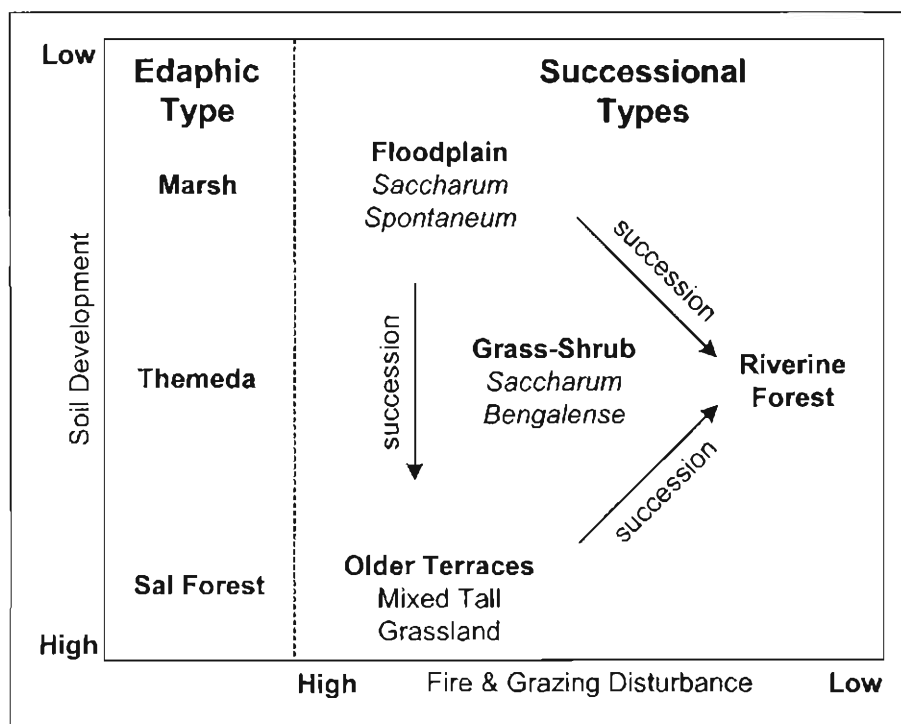 Low
Edaphic
Type
Successional
Types
Floodplain
Saccharum
Spontaneum
Marsh
succession
succession
Soil Development
Themeda
Grass-Shrub
Saccharum
Bengalense
Riverine
Forest
succession
Sal Forest
Older Terraces
Mixed Tall
Grassland
High
High
Fire & Grazing Disturbance
Low